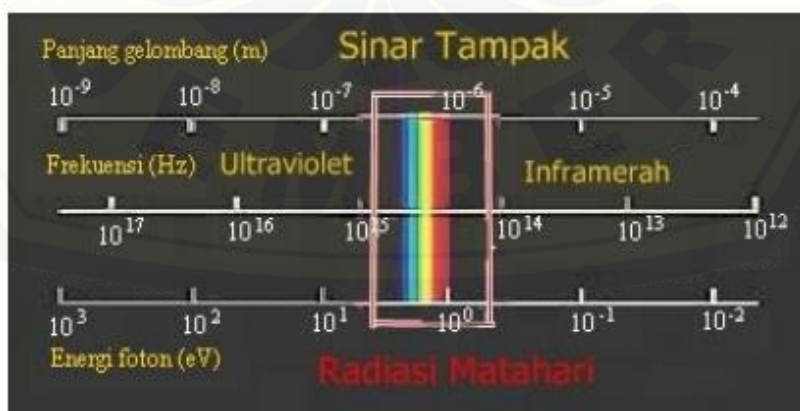 Panjang gelombang (m) Sinar Tampak
10⁻⁹ 10⁻⁸ 10⁻⁷ 10⁻⁶ 10⁻⁵ 10⁻⁴
Frekuensi (Hz) Ultraviolet Inframerah
10¹⁷ 10¹⁶ 10¹⁵ 10¹⁴ 10¹³ 10¹²
10³ 10² 10¹ 10⁰ 10⁻¹ 10⁻²
Energi foton (eV)
Radiasi Matahari